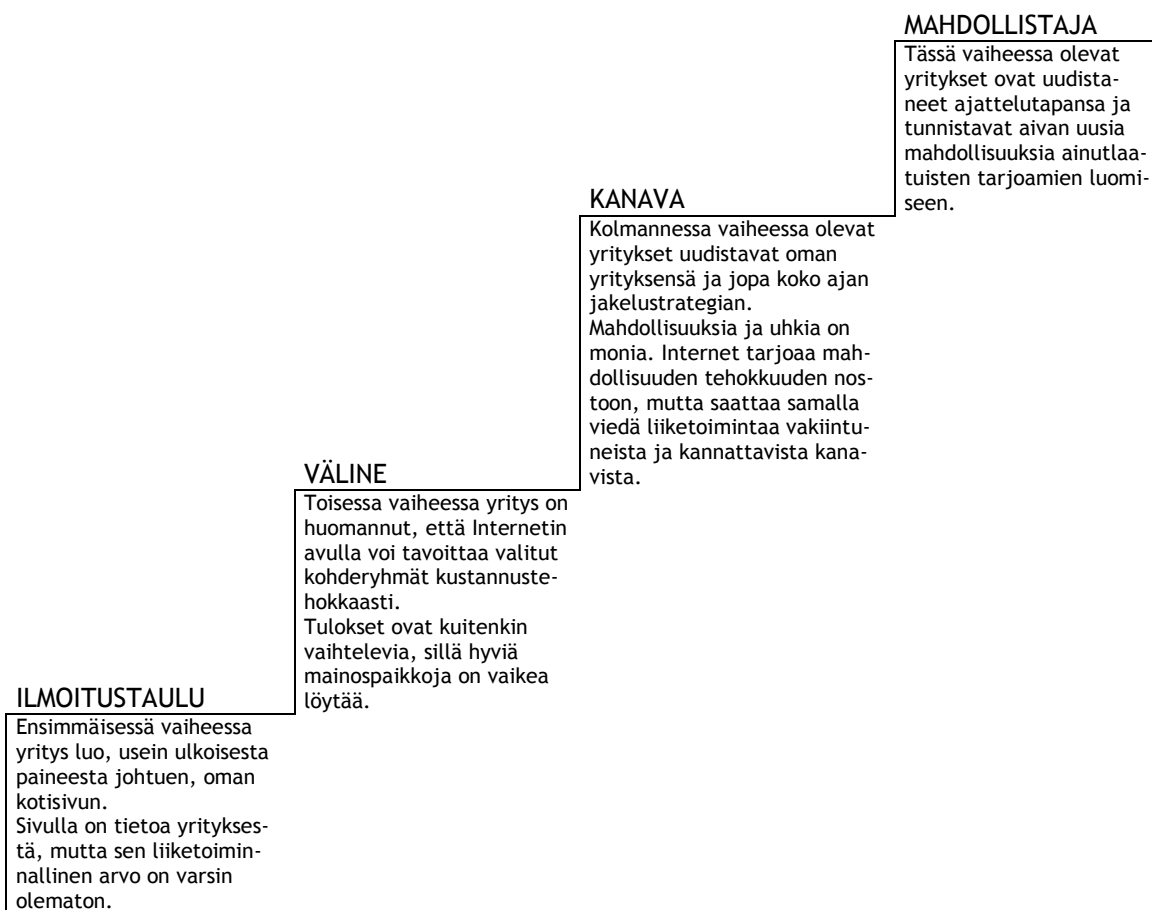 MAHDOLLISTAJA
Tässä vaiheessa olevat
yritykset ovat uudista-
neet ajattelutapansa ja
tunnistavat aivan uusia
mahdollisuuksia ainutlaa-
tuisten tarjoamien luomi-
seen.
KANAVA
Kolmannessa vaiheessa olevat
yritykset uudistavat oman
yrityksensä ja jopa koko ajan
jakelustrategian.
Mahdollisuuksia ja uhkia on
monia. Internet tarjoaa mah-
dollisuuden tehokkuuden nos-
toon, mutta saattaa samalla
viedä liiketoimintaa vakiintu-
neista ja kannattavista kana-
vista.
VÄLINE
Toisessa vaiheessa yritys on
huomannut, että Internetin
avulla voi tavoittaa valitut
kohderyhmät kustannuste-
hokkaasti.
Tulokset ovat kuitenkin
vaihtelevia, sillä hyviä
mainospaikkoja on vaikea
löytää.
ILMOITUSTAULU
Ensimmäisessä vaiheessa
yritys luo, usein ulkoisesta
paineesta johtuen, oman
kotisivun.
Sivulla on tietoa yritykses-
tä, mutta sen liiketoimin-
nallinen arvo on varsin
olematon.